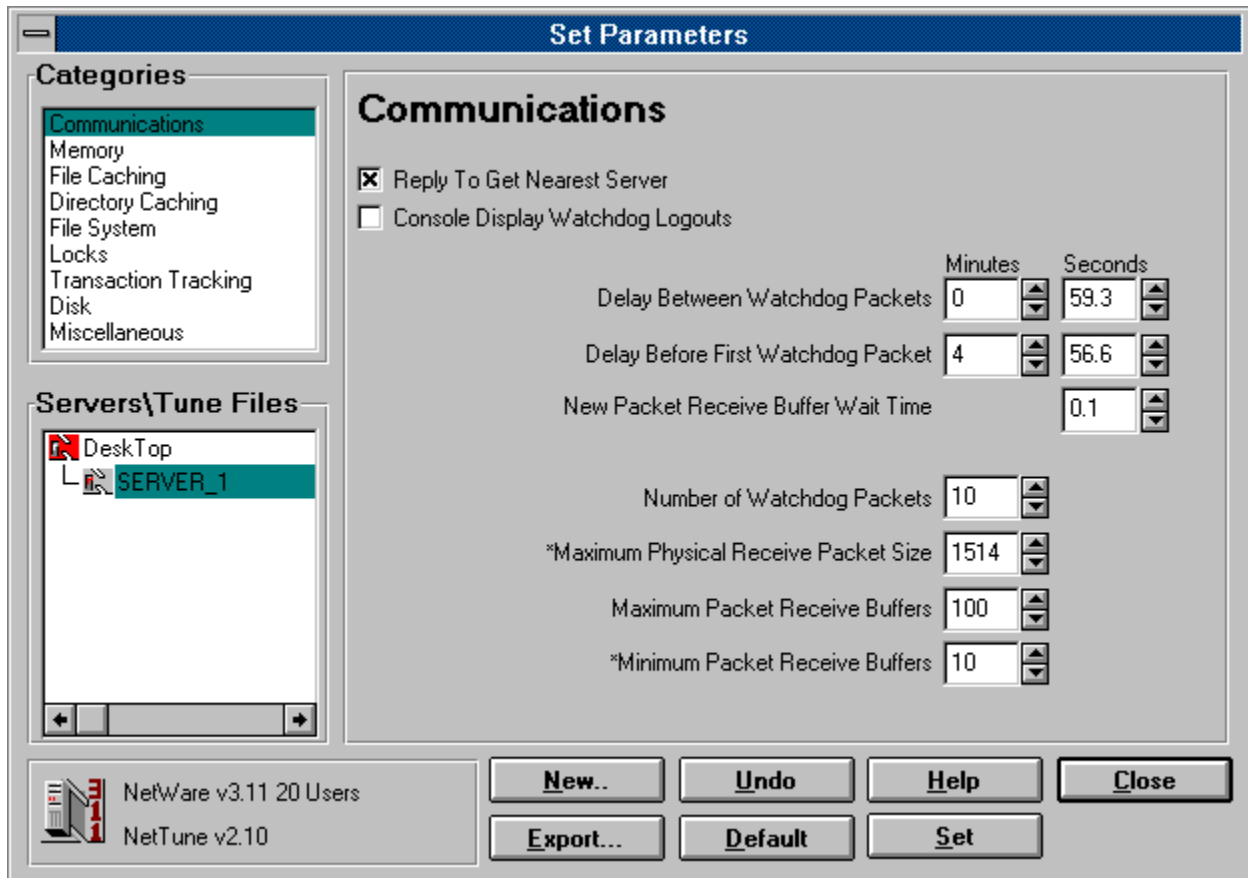 Set Parameters
Categories
Communications
Memory
File Caching
Directory Caching
File System
Locks
Transaction Tracking
Disk
Miscellaneous
Servers\Tune Files
DeskTop
SERVER_1
Communications
Reply To Get Nearest Server
Console Display Watchdog Logouts
Minutes Seconds
Delay Between Watchdog Packets 0 59.3
Delay Before First Watchdog Packet 4 56.6
New Packet Receive Buffer Wait Time 0.1
Number of Watchdog Packets 10
*Maximum Physical Receive Packet Size 1514
Maximum Packet Receive Buffers 100
*Minimum Packet Receive Buffers 10
311
NetWare v3.11 20 Users
NetTune v2.10
New.. Undo Help Close
Export... Default Set